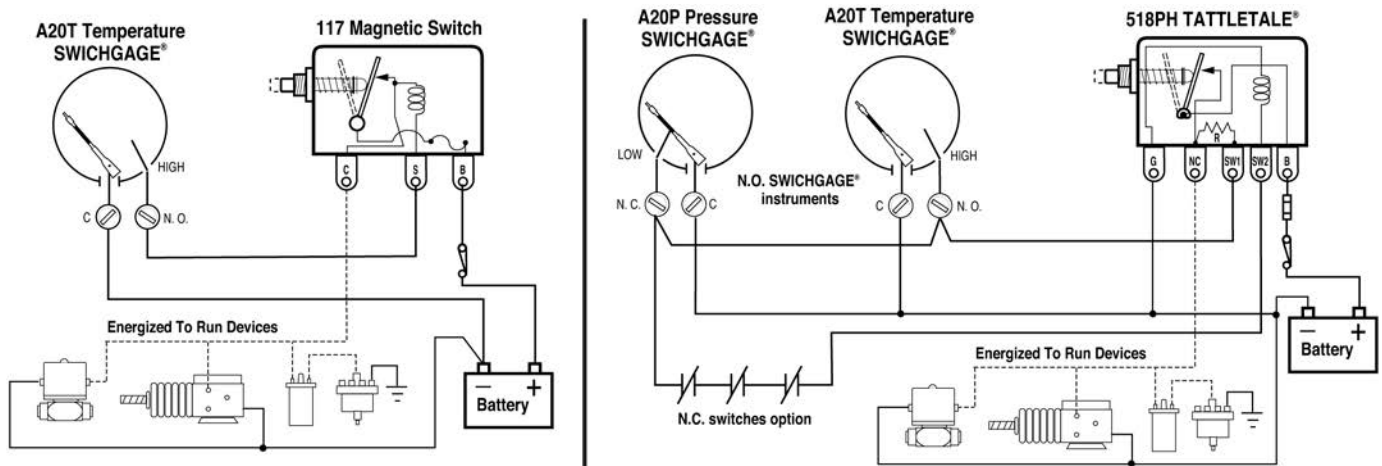 A20T Temperature
SWICHGAGE®
117 Magnetic Switch
HIGH
C
S
B
C
N. O.
Energized To Run Devices
– +
Battery
A20P Pressure
SWICHGAGE®
A20T Temperature
SWICHGAGE®
518PH TATTLETALE®
R
LOW
HIGH
G
NC
SW1
SW2
B
N.O. SWICHGAGE®
instruments
N. C.
C
C
N. O.
– +
Battery
Energized To Run Devices
N.C. switches option